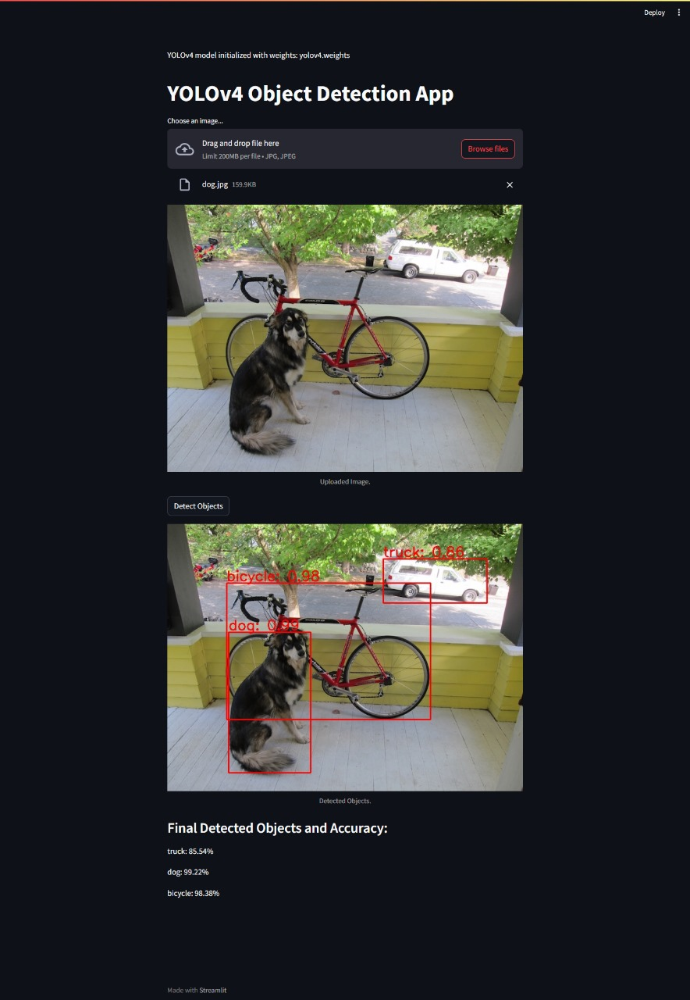 Deploy
YOLOv4 model initialized with weights: yolov4.weights
YOLOv4 Object Detection App
Choose an image...
Drag and drop file here
Limit 200MB per file • JPG, JPEG
Browse files
dog.jpg 159.9KB
Uploaded Image.
Detect Objects
truck: 0.86
bicycle: 0.98
dog: 0.99
Detected Objects.
Final Detected Objects and Accuracy:
truck: 85.54%
dog: 99.22%
bicycle: 98.38%
Made with Streamlit